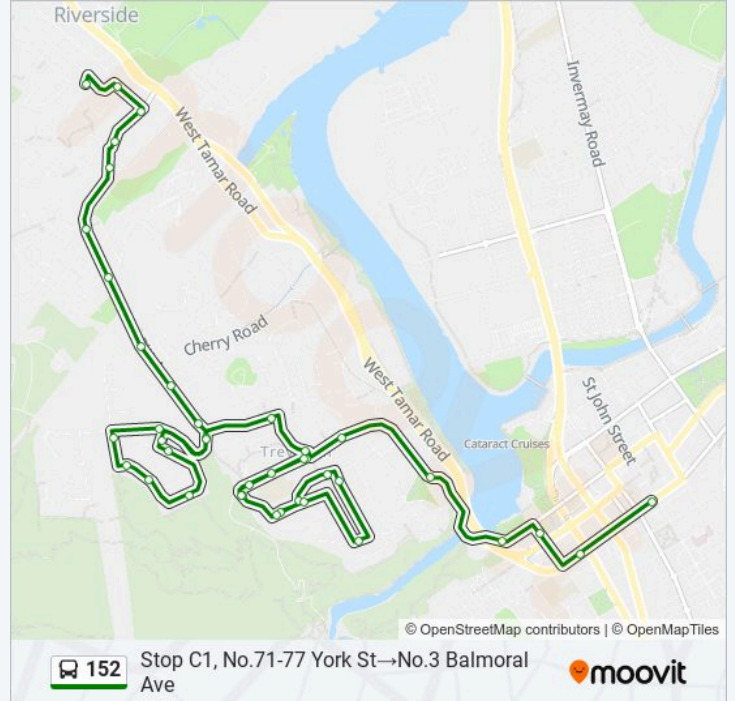 Riverside
West Tamar Road
Invermay Road
Cherry Road
West Tamar Road
St John Street
Cataract Cruises
© OpenStreetMap contributors | © OpenMapTiles
152
Stop C1, No.71-77 York St→No.3 Balmoral
Ave
moovit